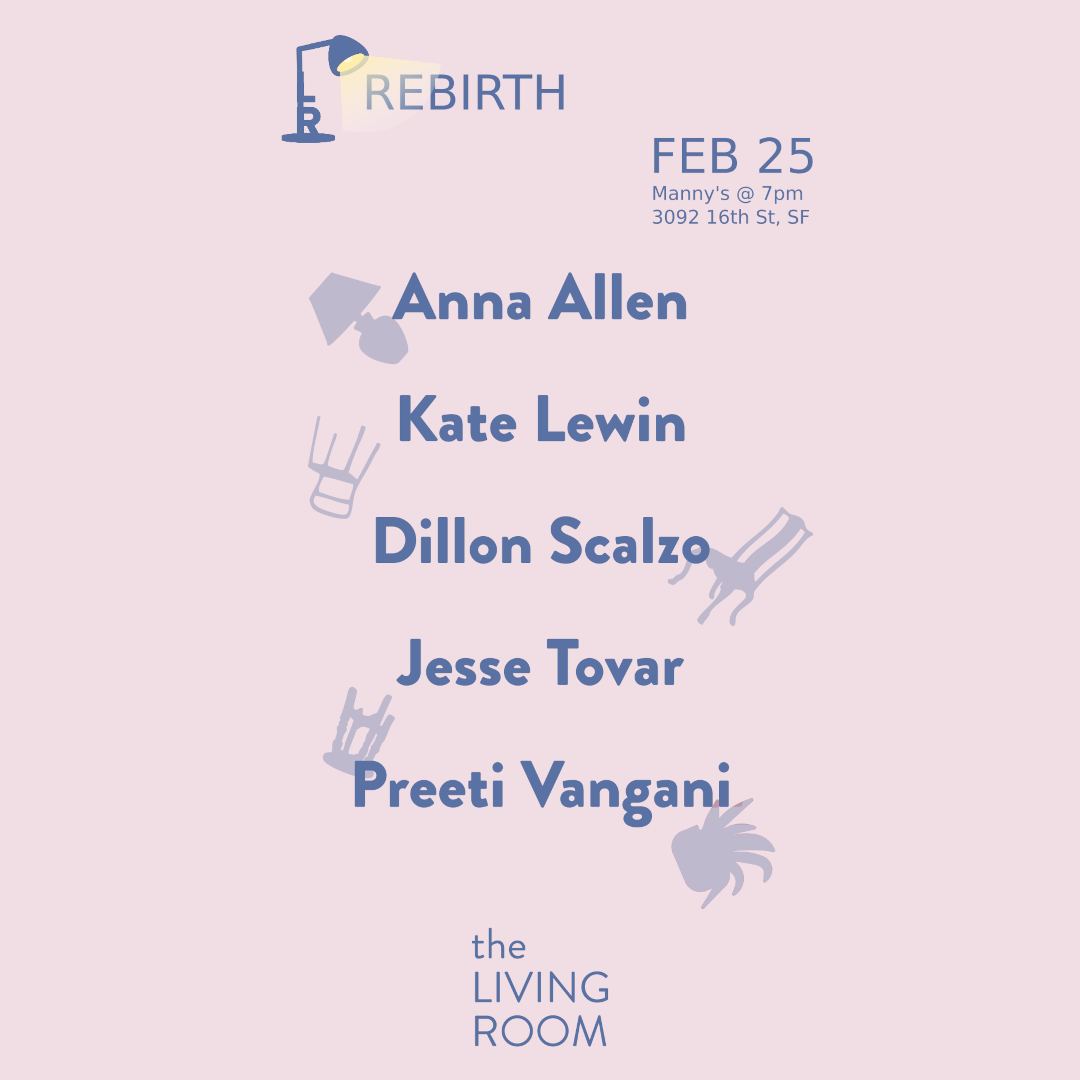 LR
REBIRTH
FEB 25
Manny's @ 7pm
3092 16th St, SF
Anna Allen
Kate Lewin
Dillon Scalzo
Jesse Tovar
Preeti Vangani
the
LIVING
ROOM